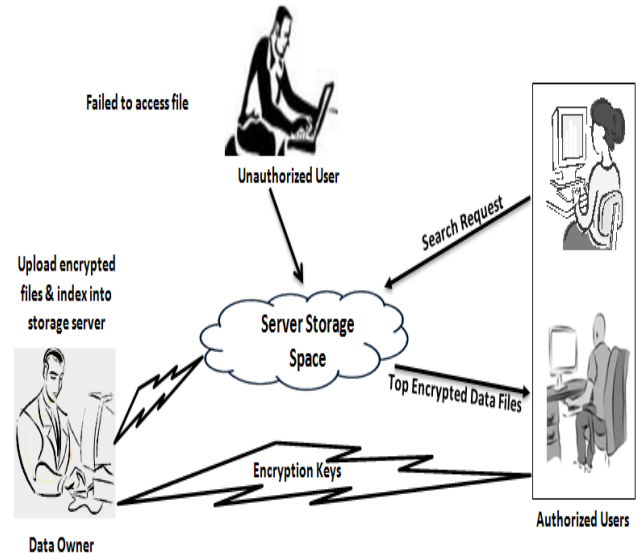 Failed to access file
Unauthorized User
Search Request
Upload encrypted
files & index into
storage server
Server Storage
Space
Top Encrypted Data Files
Encryption Keys
Authorized Users
Data Owner